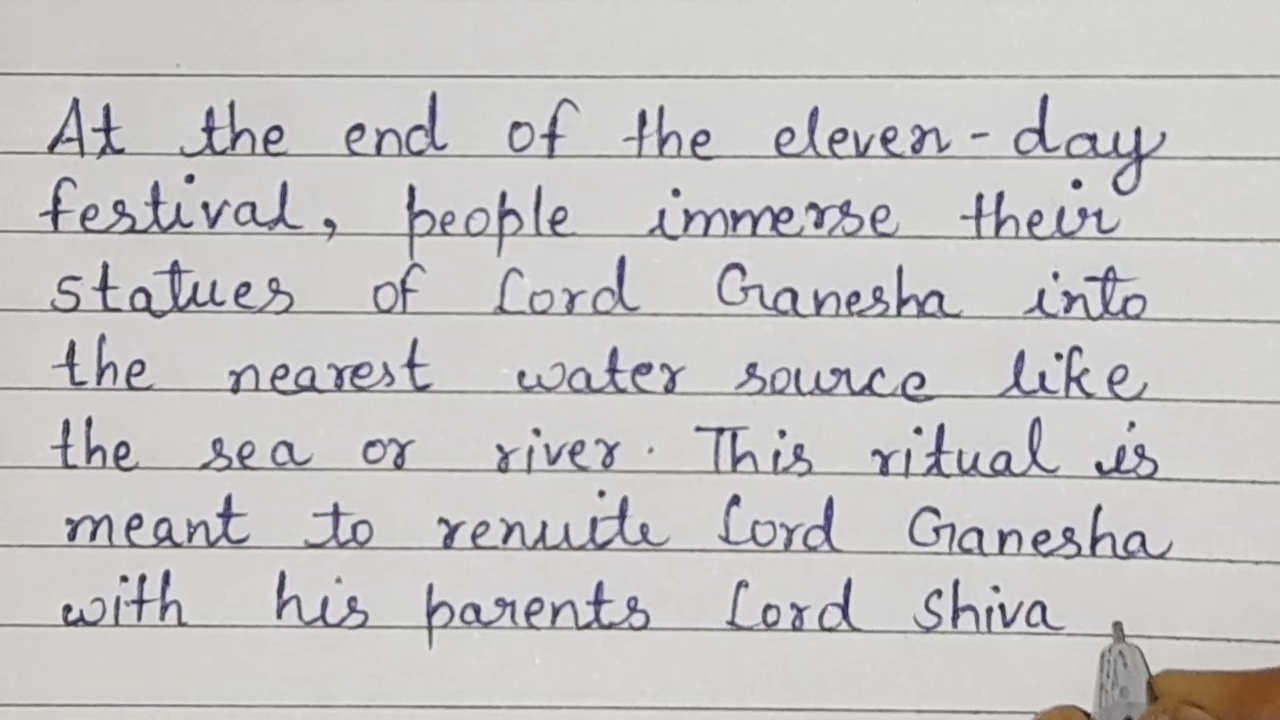 At the end of the eleven-day
festival, people immerse their
statues of Lord Ganesha into
the nearest water source like
the sea or river. This ritual is
meant to renuite Lord Ganesha
with his parents Lord Shiva